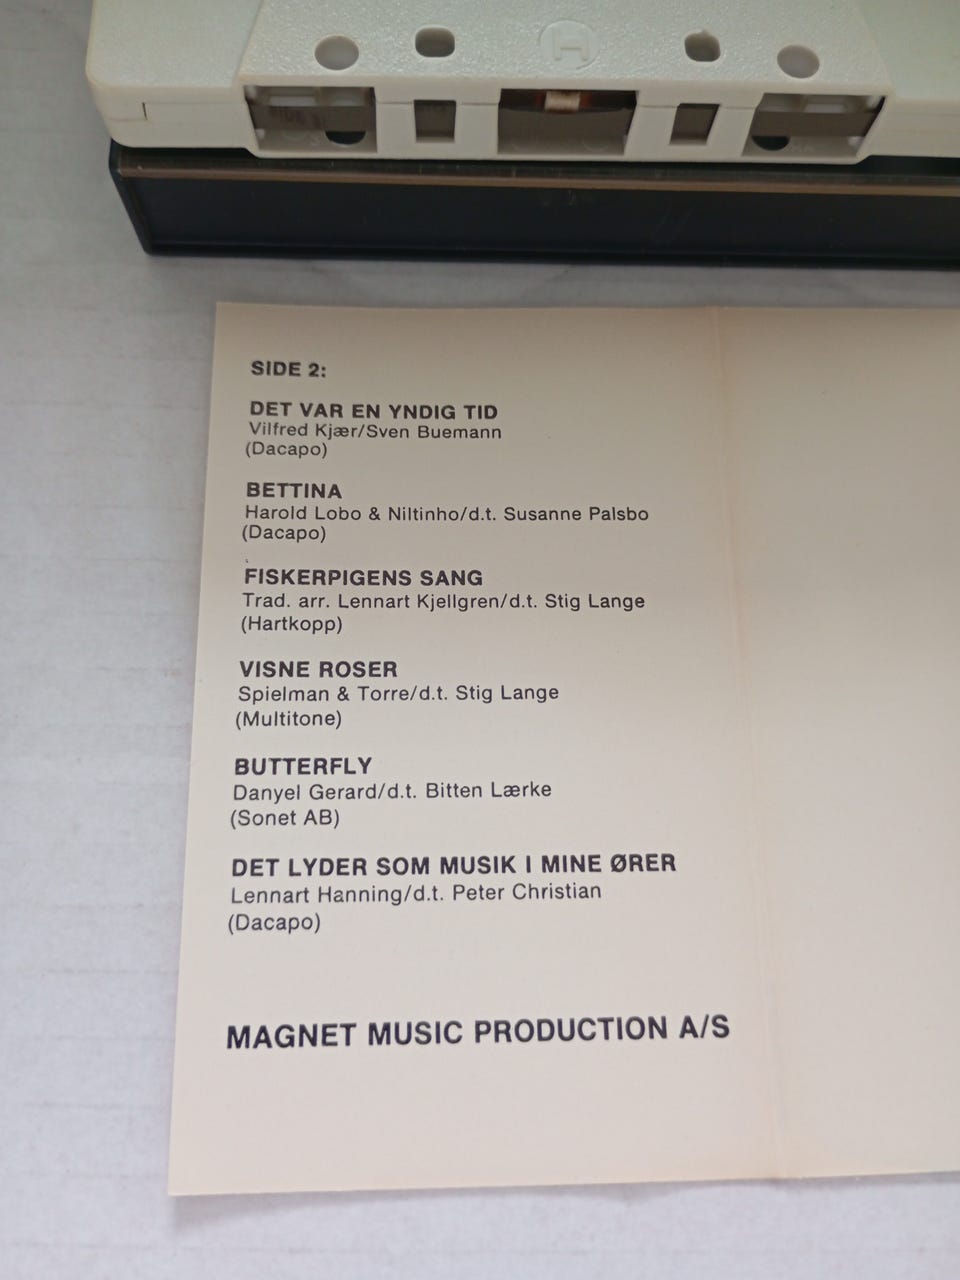 SIDE 2:
DET VAR EN YNDIG TID
Vilfred Kjær/Sven Buemann
(Dacapo)
BETTINA
Harold Lobo & Niltinho/d.t. Susanne Palsbo
(Dacapo)
FISKERPIGENS SANG
Trad. arr. Lennart Kjellgren/d.t. Stig Lange
(Hartkopp)
VISNE ROSER
Spielman & Torre/d.t. Stig Lange
(Multitone)
BUTTERFLY
Danyel Gerard/d.t. Bitten Lærke
(Sonet AB)
DET LYDER SOM MUSIK I MINE ØRER
Lennart Hanning/d.t. Peter Christian
(Dacapo)
MAGNET MUSIC PRODUCTION A/S